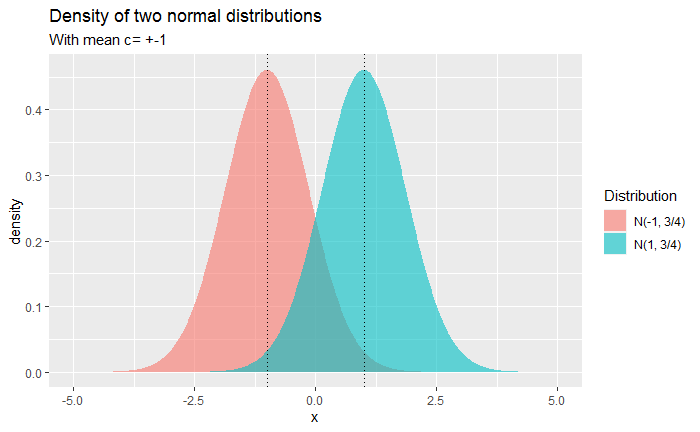 Density of two normal distributions
With mean c= +-1
density
0.4
0.3
0.2
0.1
0.0
-5.0
-2.5
0.0
2.5
5.0
x
Distribution
N(-1, 3/4)
N(1, 3/4)